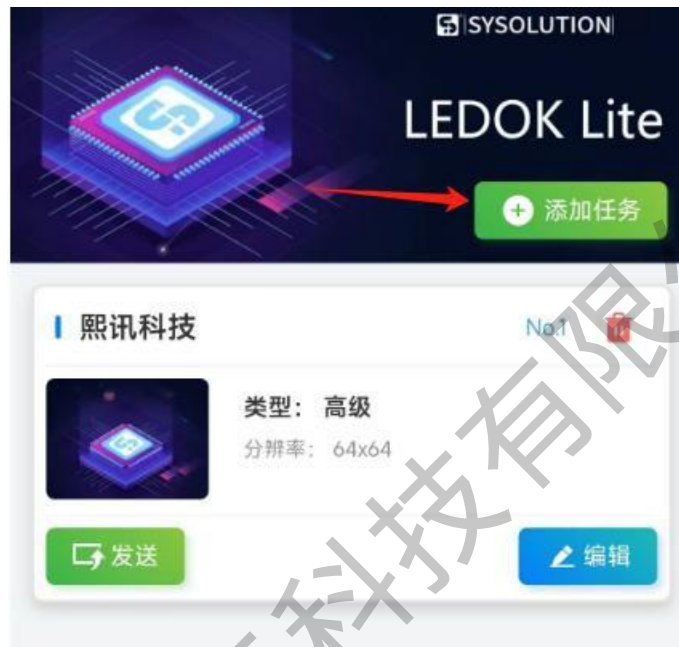 SYSOLUTION
LEDOK Lite
添加任务
熙讯科技 No.1
类型： 高级
分辨率： 64x64
发送 编辑
科技有限